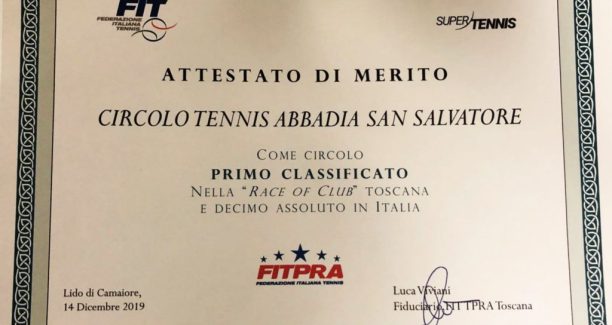 FIT
FEDERAZIONE
ITALIANA
TENNIS
SUPERTENNIS
ATTESTATO DI MERITO
CIRCOLO TENNIS ABBADIA SAN SALVATORE
COME CIRCOLO
PRIMO CLASSIFICATO
NELLA "RACE OF CLUB" TOSCANA
E DECIMO ASSOLUTO IN ITALIA
FITPRA
FEDERAZIONE ITALIANA TENNIS
Lido di Camaiore,
14 Dicembre 2019
Luca Viviani
Fiduciario FIT TPRA Toscana